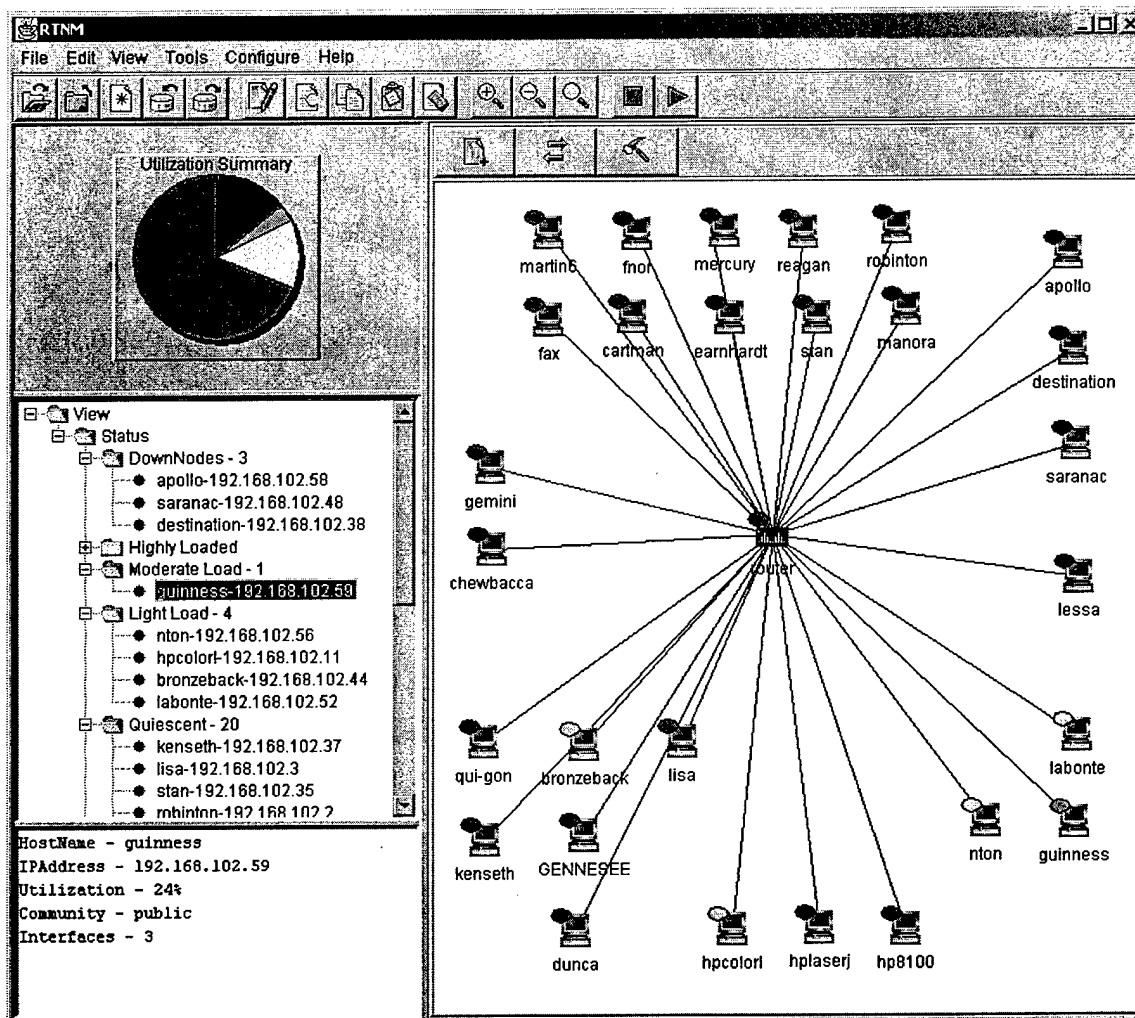 RTNM
File Edit View Tools Configure Help
Utilization Summary
View
Status
DownNodes - 3
apollo-192.168.102.58
saranac-192.168.102.48
destination-192.168.102.38
Highly Loaded
Moderate Load - 1
guinness-192.168.102.59
Light Load - 4
nton-192.168.102.56
hpcolorl-192.168.102.11
bronzeback-192.168.102.44
labonte-192.168.102.52
Quiescent - 20
kenseth-192.168.102.37
lisa-192.168.102.3
stan-192.168.102.35
robinton-192.168.102.2
HostName - guinness
IPAddress - 192.168.102.59
Utilization - 24%
Community - public
Interfaces - 3
martin6 fnor mercury reagan robinton
apollo
fax cartman earnhardt stan manora
destination
saranac
gemini
chewbacca
router
lessa
qui-gon bronzeback lisa
labonte
kenseth GENNESEE
nton guinness
dunca hpcolorl hplaserj hp8100